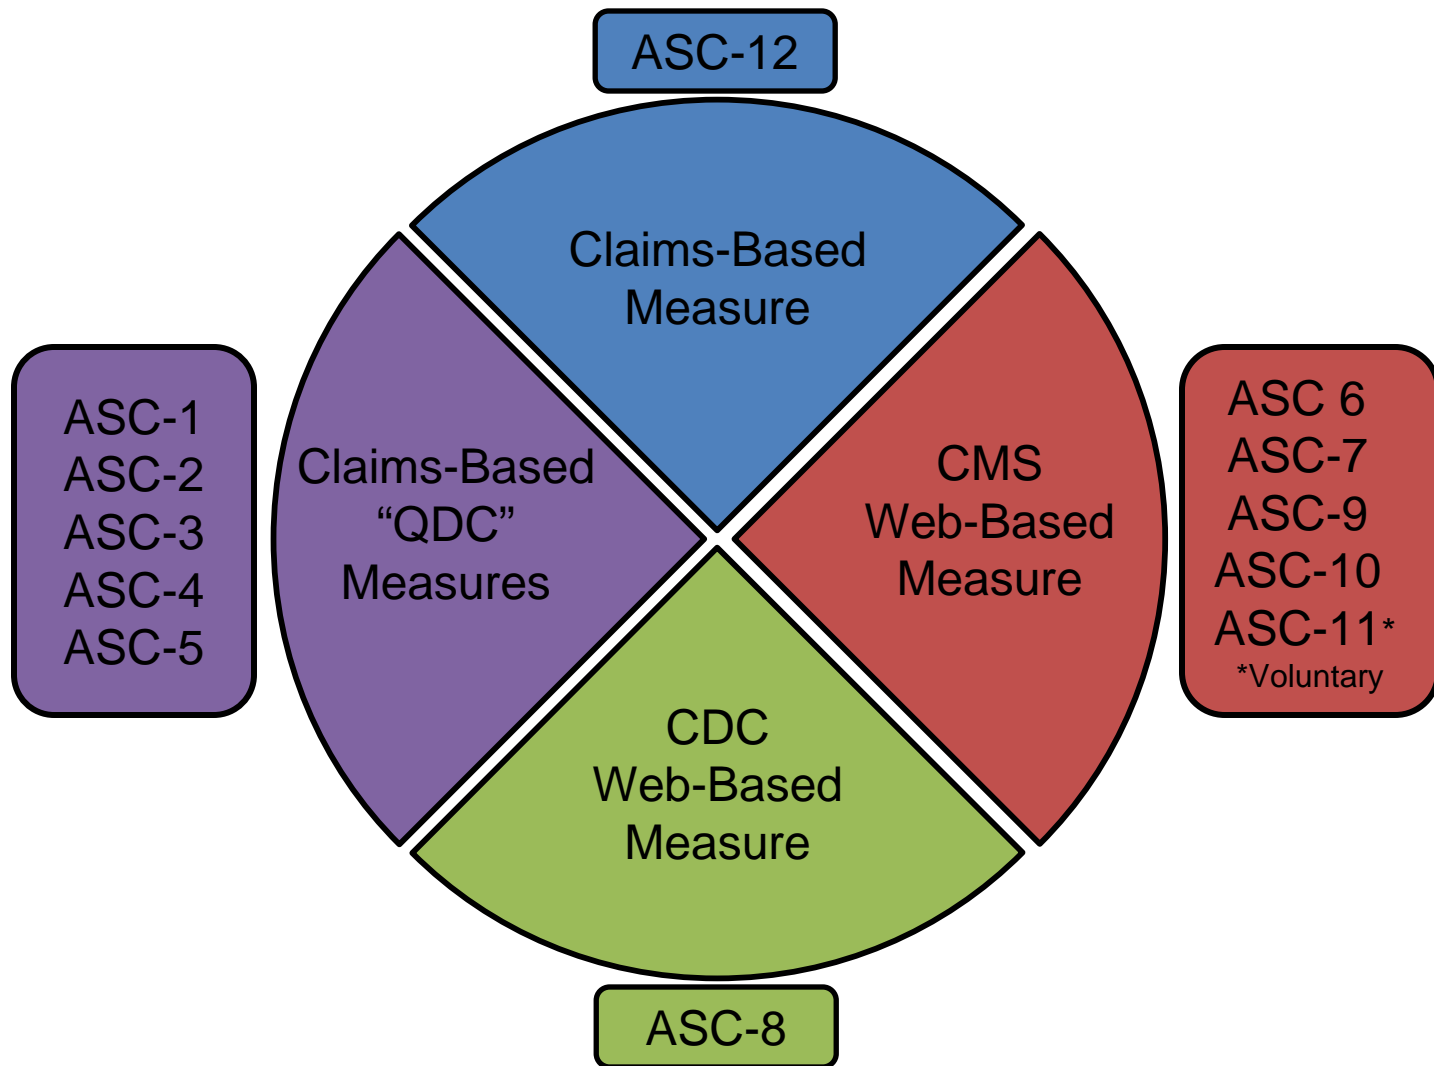 ASC-12
Claims-Based
Measure
ASC-1
ASC-2
ASC-3
ASC-4
ASC-5
Claims-Based
“QDC”
Measures
CMS
Web-Based
Measure
ASC 6
ASC-7
ASC-9
ASC-10
ASC-11*
*Voluntary
CDC
Web-Based
Measure
ASC-8